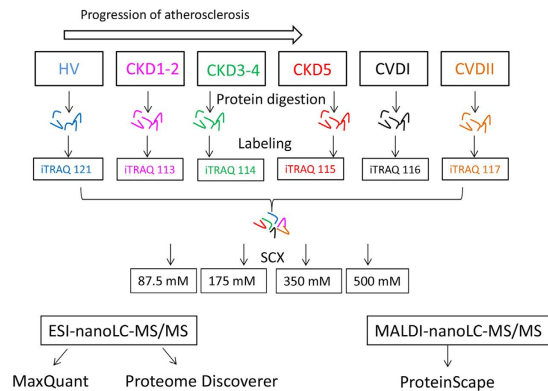 Progression of atherosclerosis
HV CKD1-2 CKD3-4 CKD5 CVDI CVDII
Protein digestion
Labeling
iTRAQ 121 iTRAQ 113 iTRAQ 114 iTRAQ 115 iTRAQ 116 iTRAQ 117
SCX
87.5 mM 175 mM 350 mM 500 mM
ESI-nanoLC-MS/MS MALDI-nanoLC-MS/MS
MaxQuant Proteome Discoverer ProteinScape